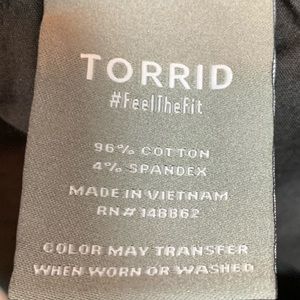 TORRID
#FeelTheFit
96% COTTON
4% SPANDEX
MADE IN VIETNAM
RN# 148862
COLOR MAY TRANSFER
WHEN WORN OR WASHED